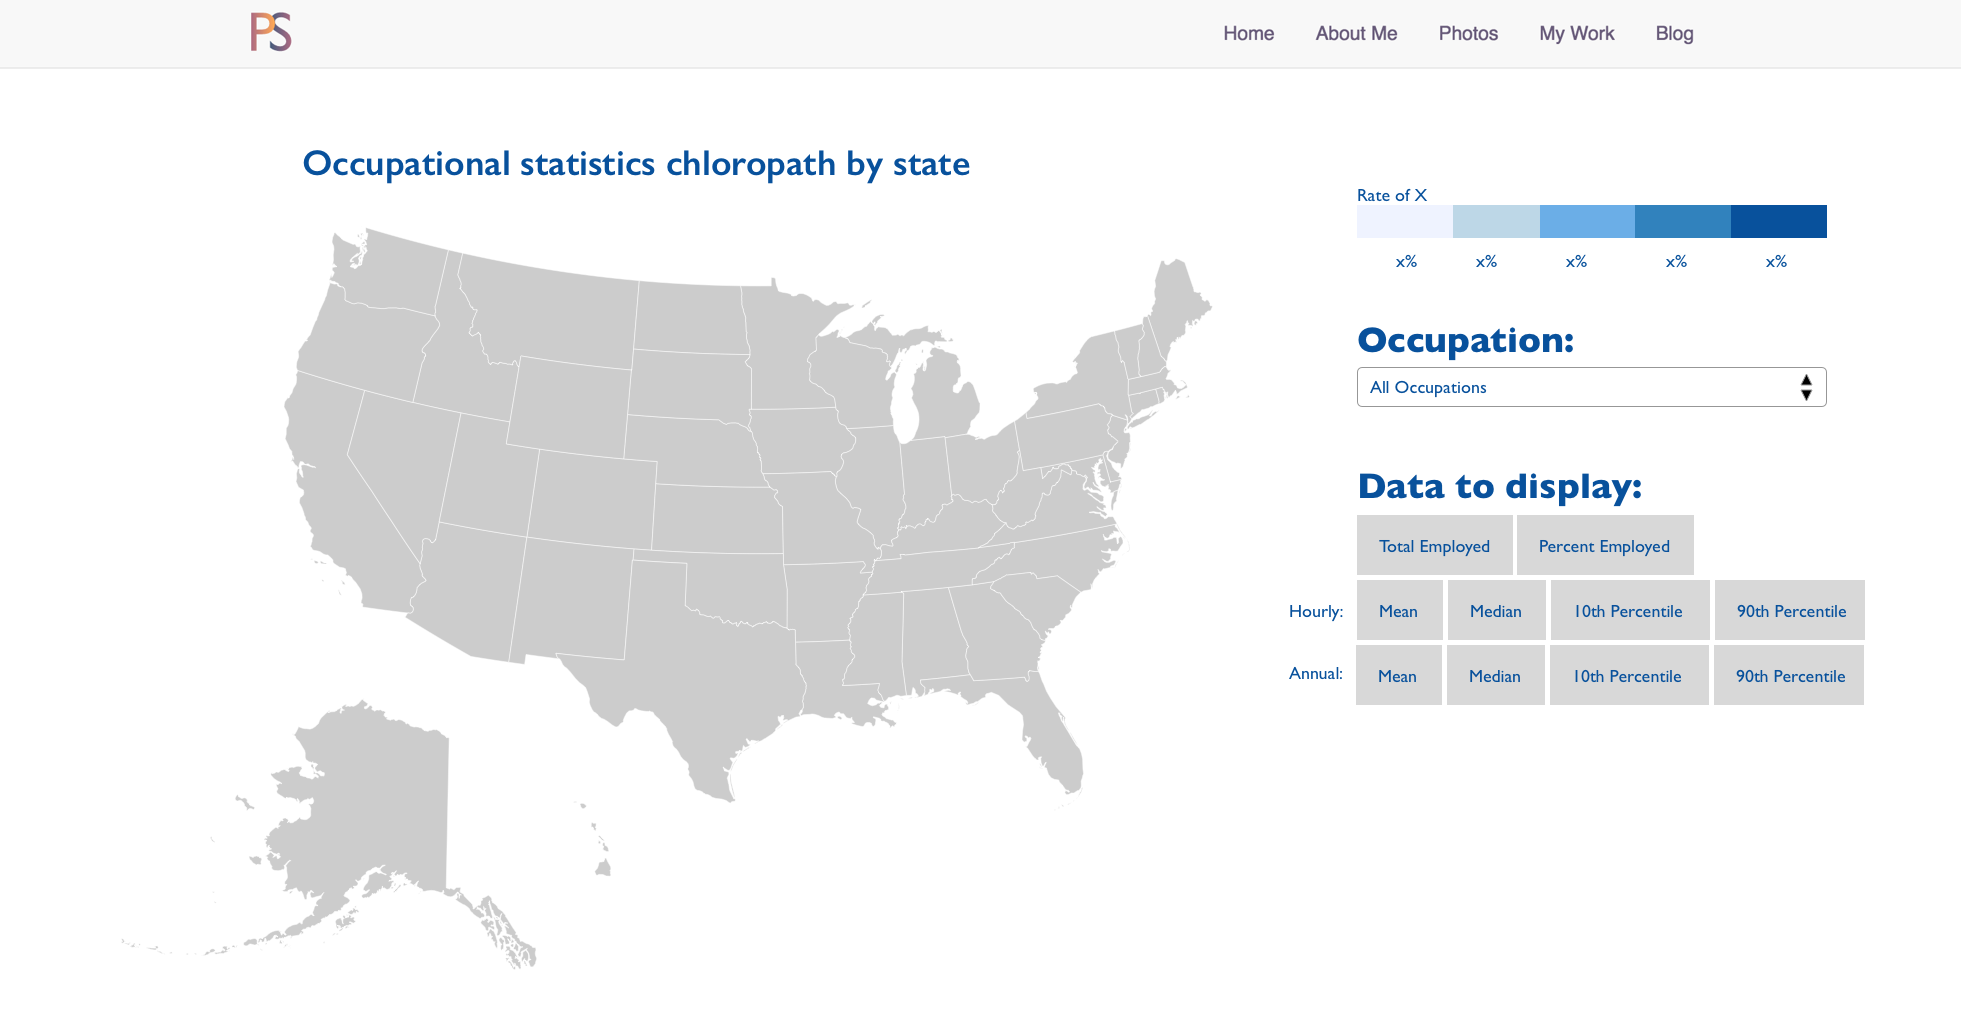 PS
Home About Me Photos My Work Blog
Occupational statistics chloropath by state
Rate of X
x% x% x% x% x%
Occupation:
All Occupations
Data to display:
Total Employed Percent Employed
Hourly: Mean Median 10th Percentile 90th Percentile
Annual: Mean Median 10th Percentile 90th Percentile